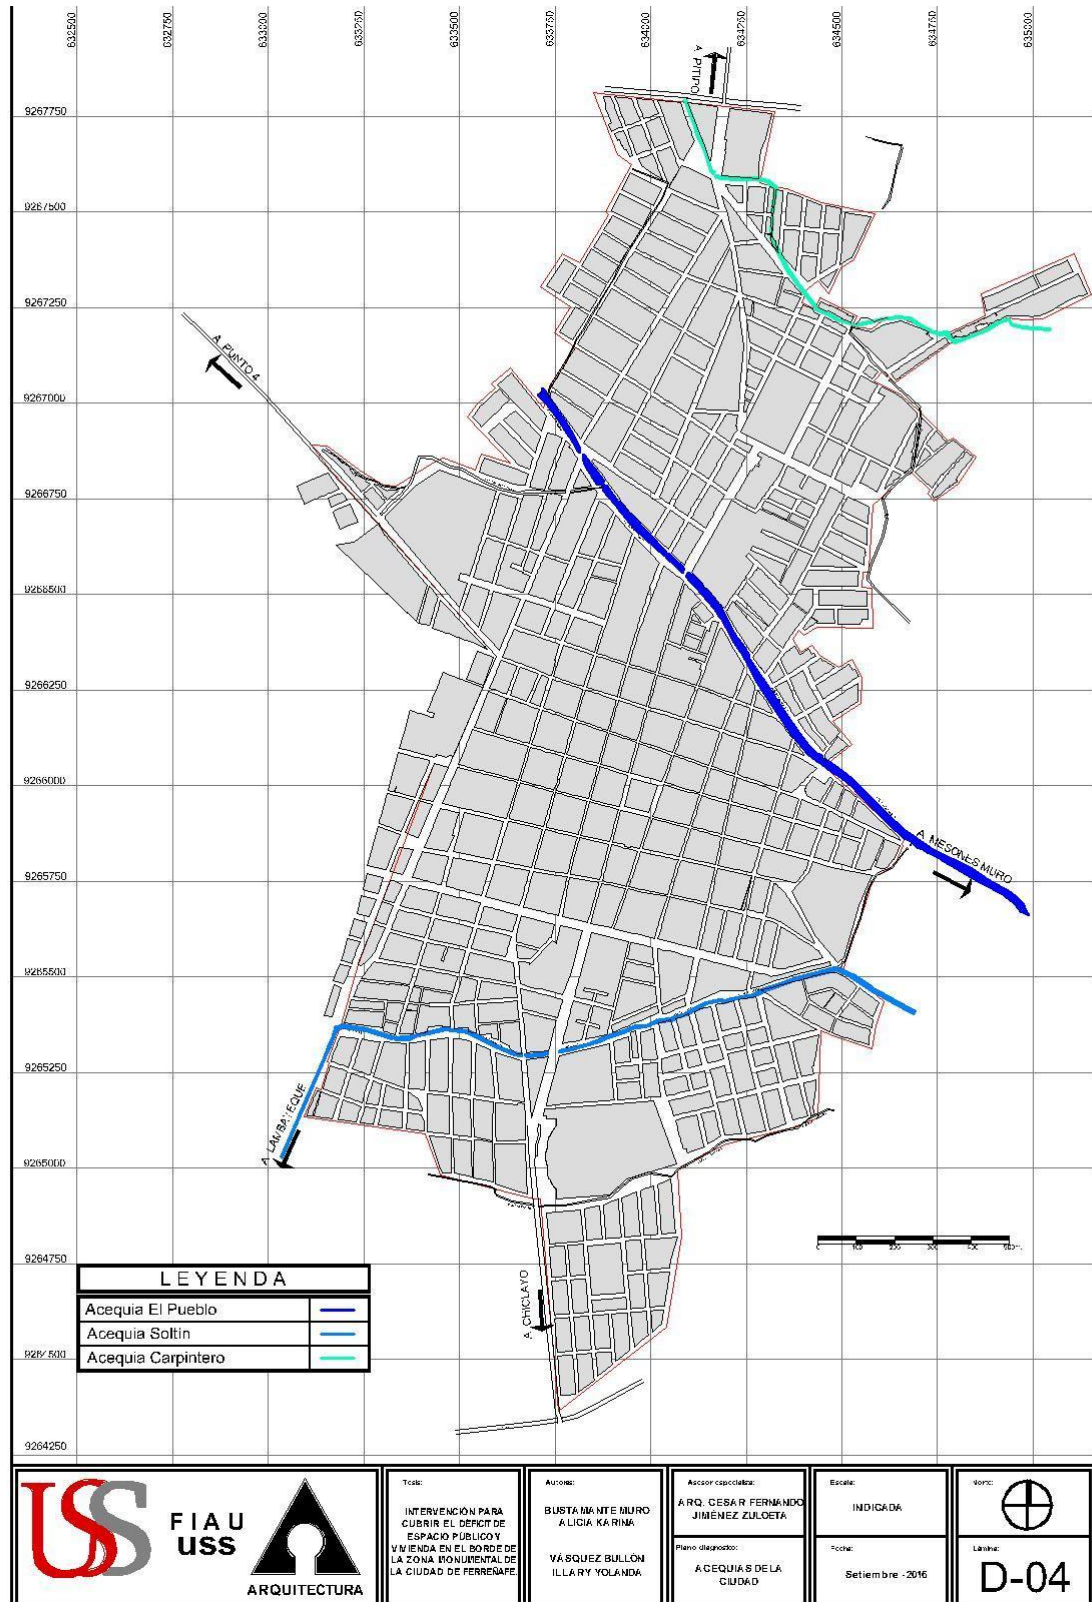 632500
632750
633000
633250
633500
633750
634000
634250
634500
634750
635000
A PITIPO
9267750
9267500
9267250
A PUNTO 4
9267000
9266750
9266500
9266250
9266000
A MESONES MURO
9265750
9265500
9265250
A LAMBAYEQUE
9265000
9264750
A CHICLAYO
9264500
9264250
LEYENDA
Acequia El Pueblo
Acequia Soltin
Acequia Carpintero
USS
FIAU
USS
ARQUITECTURA
Tesis:
INTERVENCIÓN PARA
CUBRIR EL DÉFICIT DE
ESPACIO PÚBLICO Y
VIVIENDA EN EL BORDE DE
LA ZONA MONUMENTAL DE
LA CIUDAD DE FERREÑAFE.
Autores:
BUSTAMANTE MURO
ALICIA KARINA
VÁSQUEZ BULLÓN
ILLARY YOLANDA
Asesor especialista:
ARQ. CESAR FERNANDO
JIMÉNEZ ZULOETA
Plano diagnostico:
ACEQUIAS DE LA
CIUDAD
Escala:
INDICADA
Fecha:
Setiembre - 2016
Norte:
Lámina:
D-04